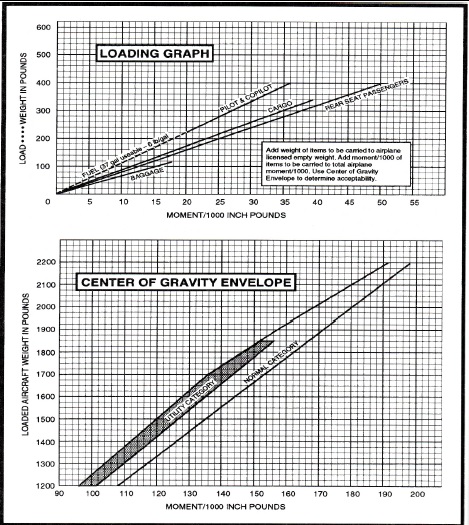 LOADING GRAPH
LOAD •••• WEIGHT IN POUNDS
600
500
400
300
200
100
PILOT & COPILOT
CARGO
REAR SEAT PASSENGERS
FUEL (37 gal useable – 6 lb/gal
BAGGAGE
Add weight of items to be carried to airplane
licensed empty weight. Add moment/1000 of
items to be carried to total airplane
moment/1000. Use Center of Gravity
Envelope to determine acceptability.
0 5 10 15 20 25 30 35 40 45 50 55
MOMENT/1000 INCH POUNDS
CENTER OF GRAVITY ENVELOPE
LOADED AIRCRAFT WEIGHT IN POUNDS
2200
2100
2000
1900
1800
1700
1600
1500
1400
1300
1200
UTILITY CATEGORY
NORMAL CATEGORY
90 100 110 120 130 140 150 160 170 180 190 200
MOMENT/1000 INCH POUNDS